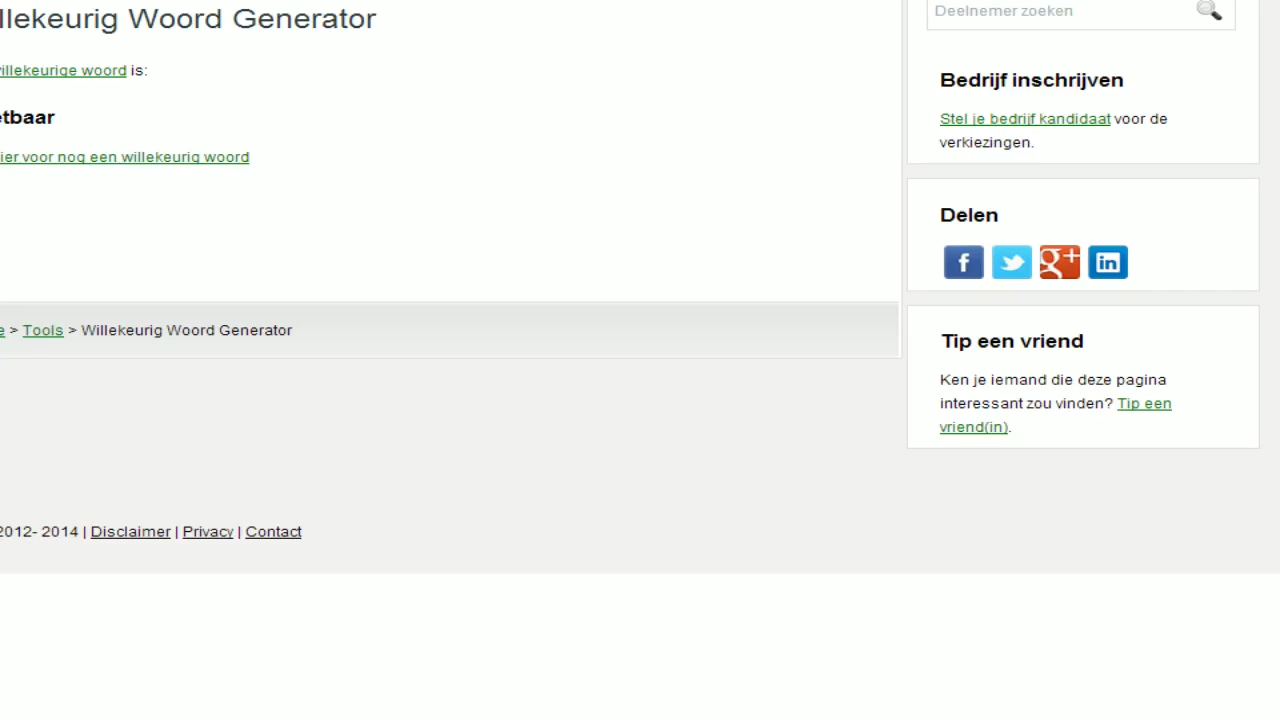 llekeurig Woord Generator
willekeurige woord is:
etbaar
ier voor nog een willekeurig woord
e > Tools > Willekeurig Woord Generator
2012- 2014 | Disclaimer | Privacy | Contact
Deelnemer zoeken
Bedrijf inschrijven
Stel je bedrijf kandidaat voor de
verkiezingen.
Delen
f g+ in
Tip een vriend
Ken je iemand die deze pagina
interessant zou vinden? Tip een
vriend(in).